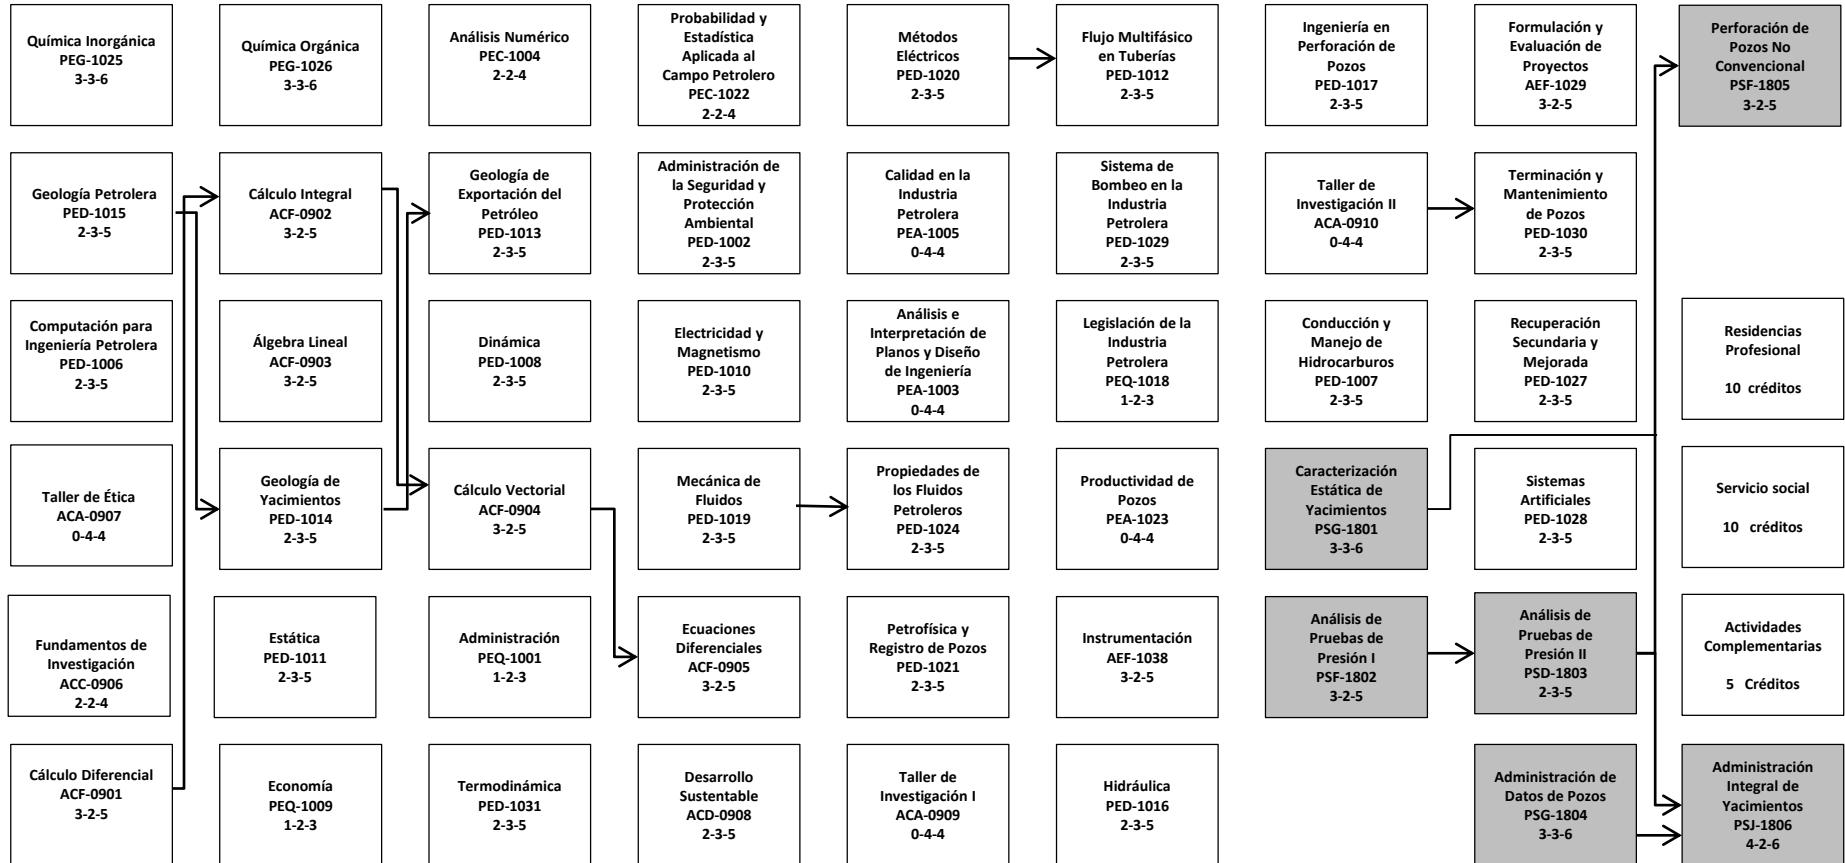 Química Inorgánica
PEG-1025
3-3-6
Química Orgánica
PEG-1026
3-3-6
Análisis Numérico
PEC-1004
2-2-4
Probabilidad y
Estadística
Aplicada al
Campo Petrolero
PEC-1022
2-2-4
Métodos
Eléctricos
PED-1020
2-3-5
Flujo Multifásico
en Tuberías
PED-1012
2-3-5
Ingeniería en
Perforación de
Pozos
PED-1017
2-3-5
Formulación y
Evaluación de
Proyectos
AEF-1029
3-2-5
Perforación de
Pozos No
Convencional
PSF-1805
3-2-5
Geología Petrolera
PED-1015
2-3-5
Cálculo Integral
ACF-0902
3-2-5
Geología de
Exportación del
Petróleo
PED-1013
2-3-5
Administración de
la Seguridad y
Protección
Ambiental
PED-1002
2-3-5
Calidad en la
Industria
Petrolera
PEA-1005
0-4-4
Sistema de
Bombeo en la
Industria
Petrolera
PED-1029
2-3-5
Taller de
Investigación II
ACA-0910
0-4-4
Terminación y
Mantenimiento
de Pozos
PED-1030
2-3-5
Computación para
Ingeniería Petrolera
PED-1006
2-3-5
Álgebra Lineal
ACF-0903
3-2-5
Dinámica
PED-1008
2-3-5
Electricidad y
Magnetismo
PED-1010
2-3-5
Análisis e
Interpretación de
Planos y Diseño
de Ingeniería
PEA-1003
0-4-4
Legislación de la
Industria
Petrolera
PEQ-1018
1-2-3
Conducción y
Manejo de
Hidrocarburos
PED-1007
2-3-5
Recuperación
Secundaria y
Mejorada
PED-1027
2-3-5
Residencias
Profesional
10 créditos
Taller de Ética
ACA-0907
0-4-4
Geología de
Yacimientos
PED-1014
2-3-5
Cálculo Vectorial
ACF-0904
3-2-5
Mecánica de
Fluidos
PED-1019
2-3-5
Propiedades de
los Fluidos
Petroleros
PED-1024
2-3-5
Productividad de
Pozos
PEA-1023
0-4-4
Caracterización
Estática de
Yacimientos
PSG-1801
3-3-6
Sistemas
Artificiales
PED-1028
2-3-5
Servicio social
10 créditos
Fundamentos de
Investigación
ACC-0906
2-2-4
Estática
PED-1011
2-3-5
Administración
PEQ-1001
1-2-3
Ecuaciones
Diferenciales
ACF-0905
3-2-5
Petrofísica y
Registro de Pozos
PED-1021
2-3-5
Instrumentación
AEF-1038
3-2-5
Análisis de
Pruebas de
Presión I
PSF-1802
3-2-5
Análisis de
Pruebas de
Presión II
PSD-1803
2-3-5
Actividades
Complementarias
5 Créditos
Cálculo Diferencial
ACF-0901
3-2-5
Economía
PEQ-1009
1-2-3
Termodinámica
PED-1031
2-3-5
Desarrollo
Sustentable
ACD-0908
2-3-5
Taller de
Investigación I
ACA-0909
0-4-4
Hidráulica
PED-1016
2-3-5
Administración de
Datos de Pozos
PSG-1804
3-3-6
Administración
Integral de
Yacimientos
PSJ-1806
4-2-6